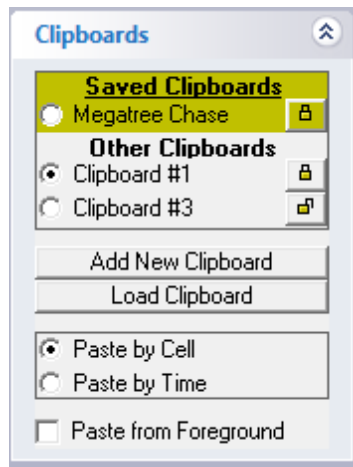 Clipboards
Saved Clipboards
Megatree Chase
Other Clipboards
Clipboard #1
Clipboard #3
Add New Clipboard
Load Clipboard
Paste by Cell
Paste by Time
Paste from Foreground